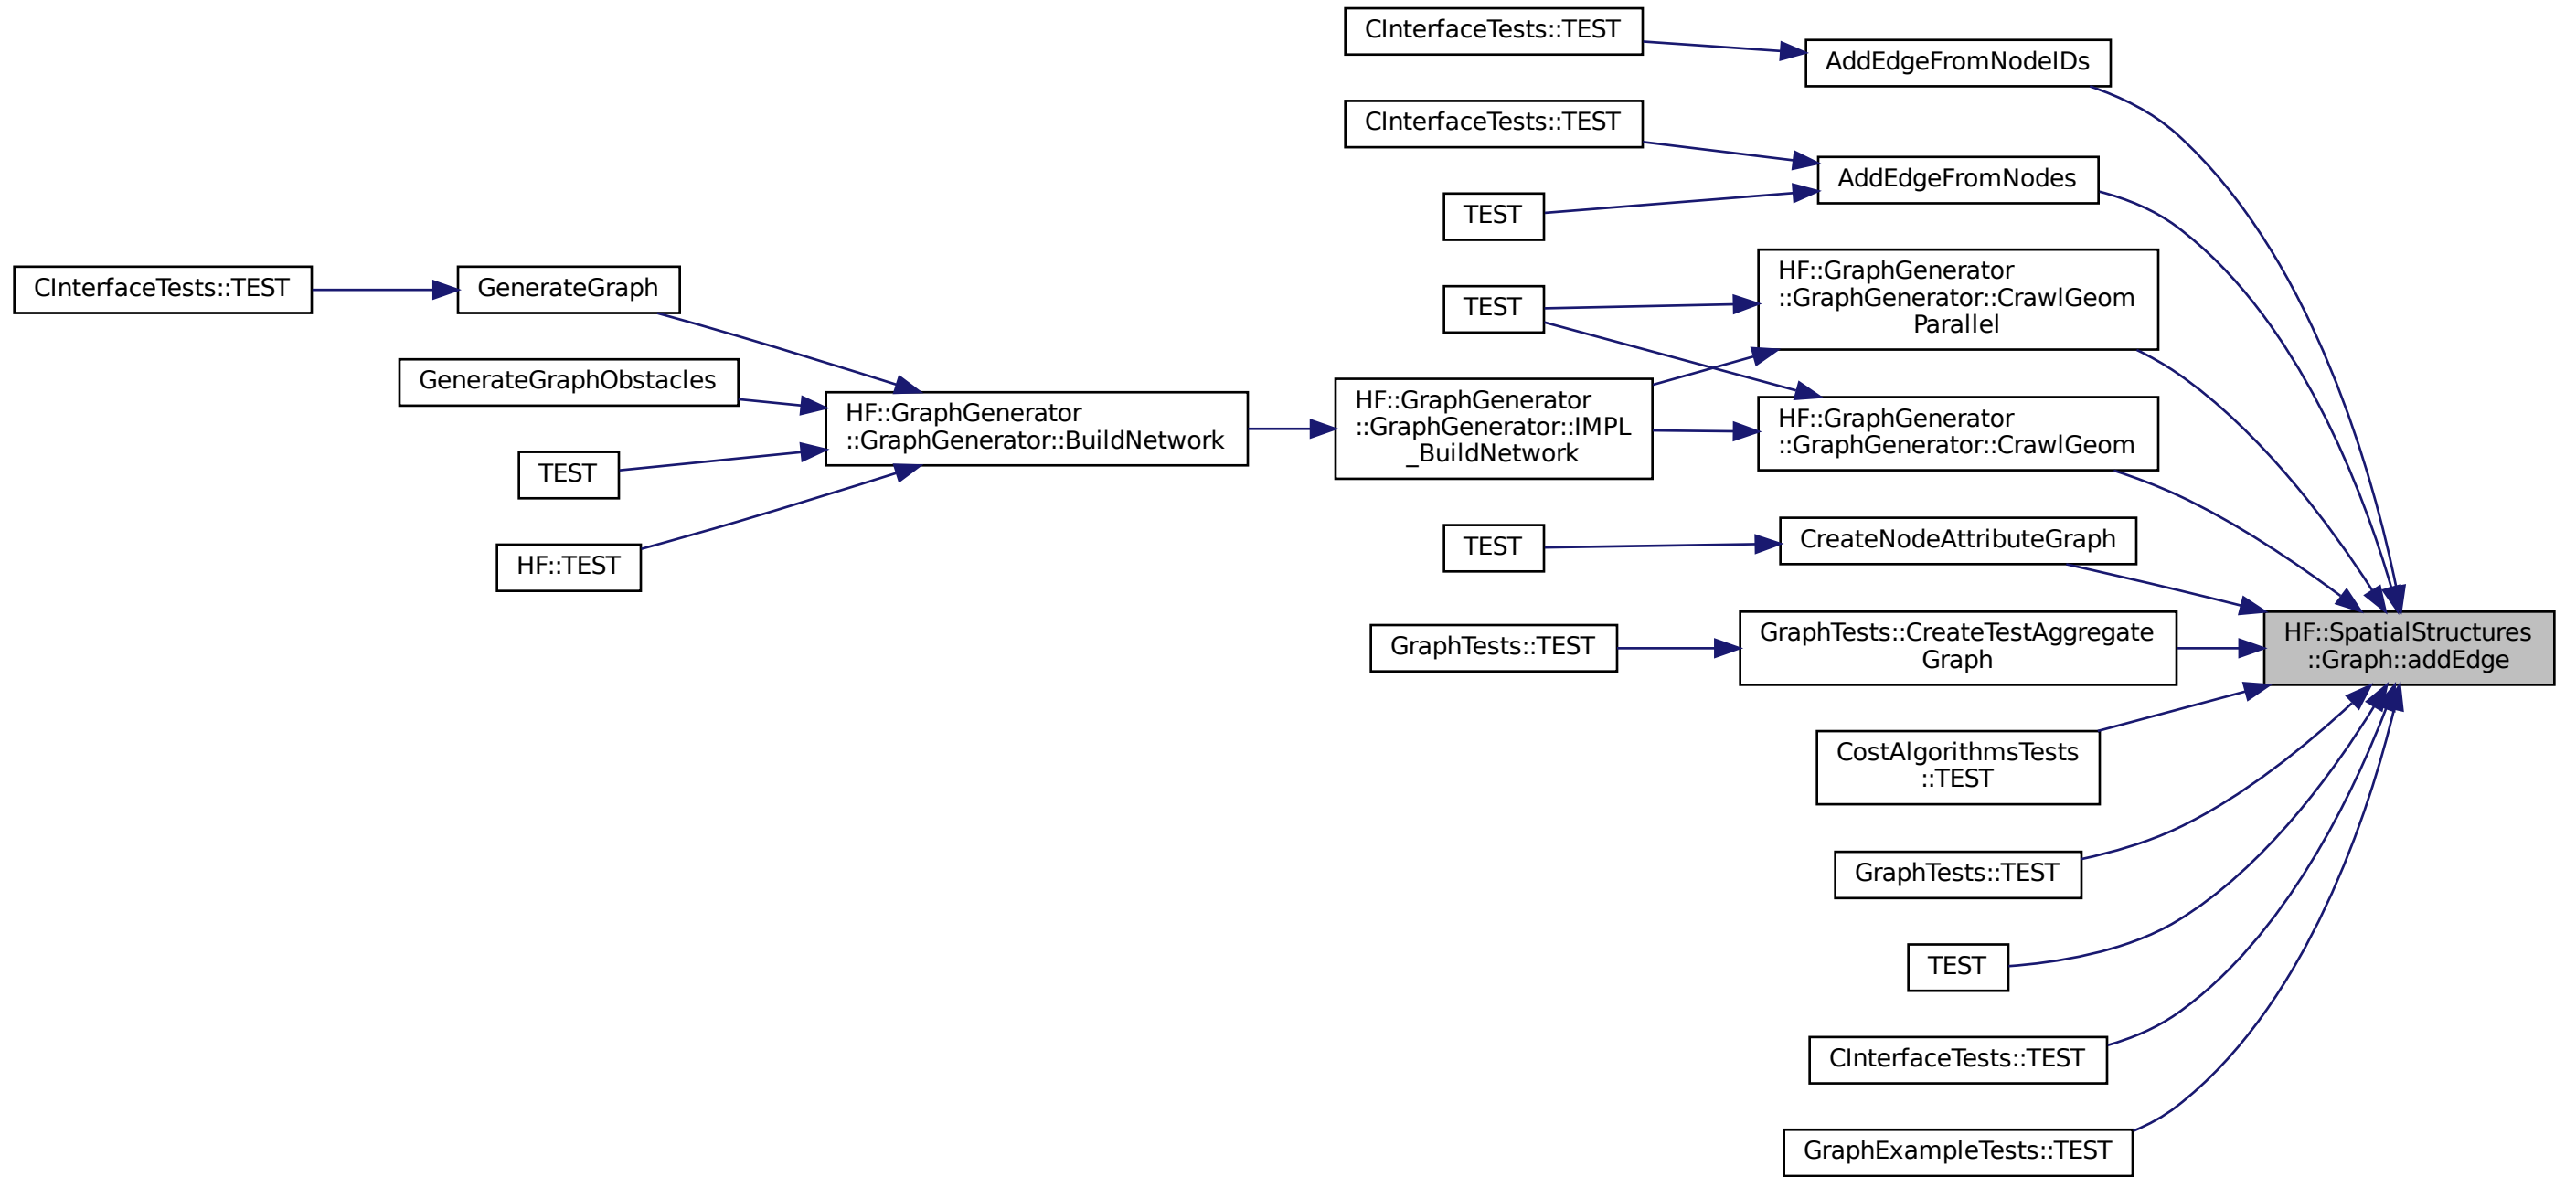 CInterfaceTests::TEST
AddEdgeFromNodeIDs
CInterfaceTests::TEST
AddEdgeFromNodes
TEST
HF::GraphGenerator
::GraphGenerator::CrawlGeom
Parallel
TEST
CInterfaceTests::TEST
GenerateGraph
GenerateGraphObstacles
HF::GraphGenerator
::GraphGenerator::BuildNetwork
TEST
HF::TEST
HF::GraphGenerator
::GraphGenerator::IMPL
_BuildNetwork
HF::GraphGenerator
::GraphGenerator::CrawlGeom
TEST
CreateNodeAttributeGraph
GraphTests::TEST
GraphTests::CreateTestAggregate
Graph
HF::SpatialStructures
::Graph::addEdge
CostAlgorithmsTests
::TEST
GraphTests::TEST
TEST
CInterfaceTests::TEST
GraphExampleTests::TEST